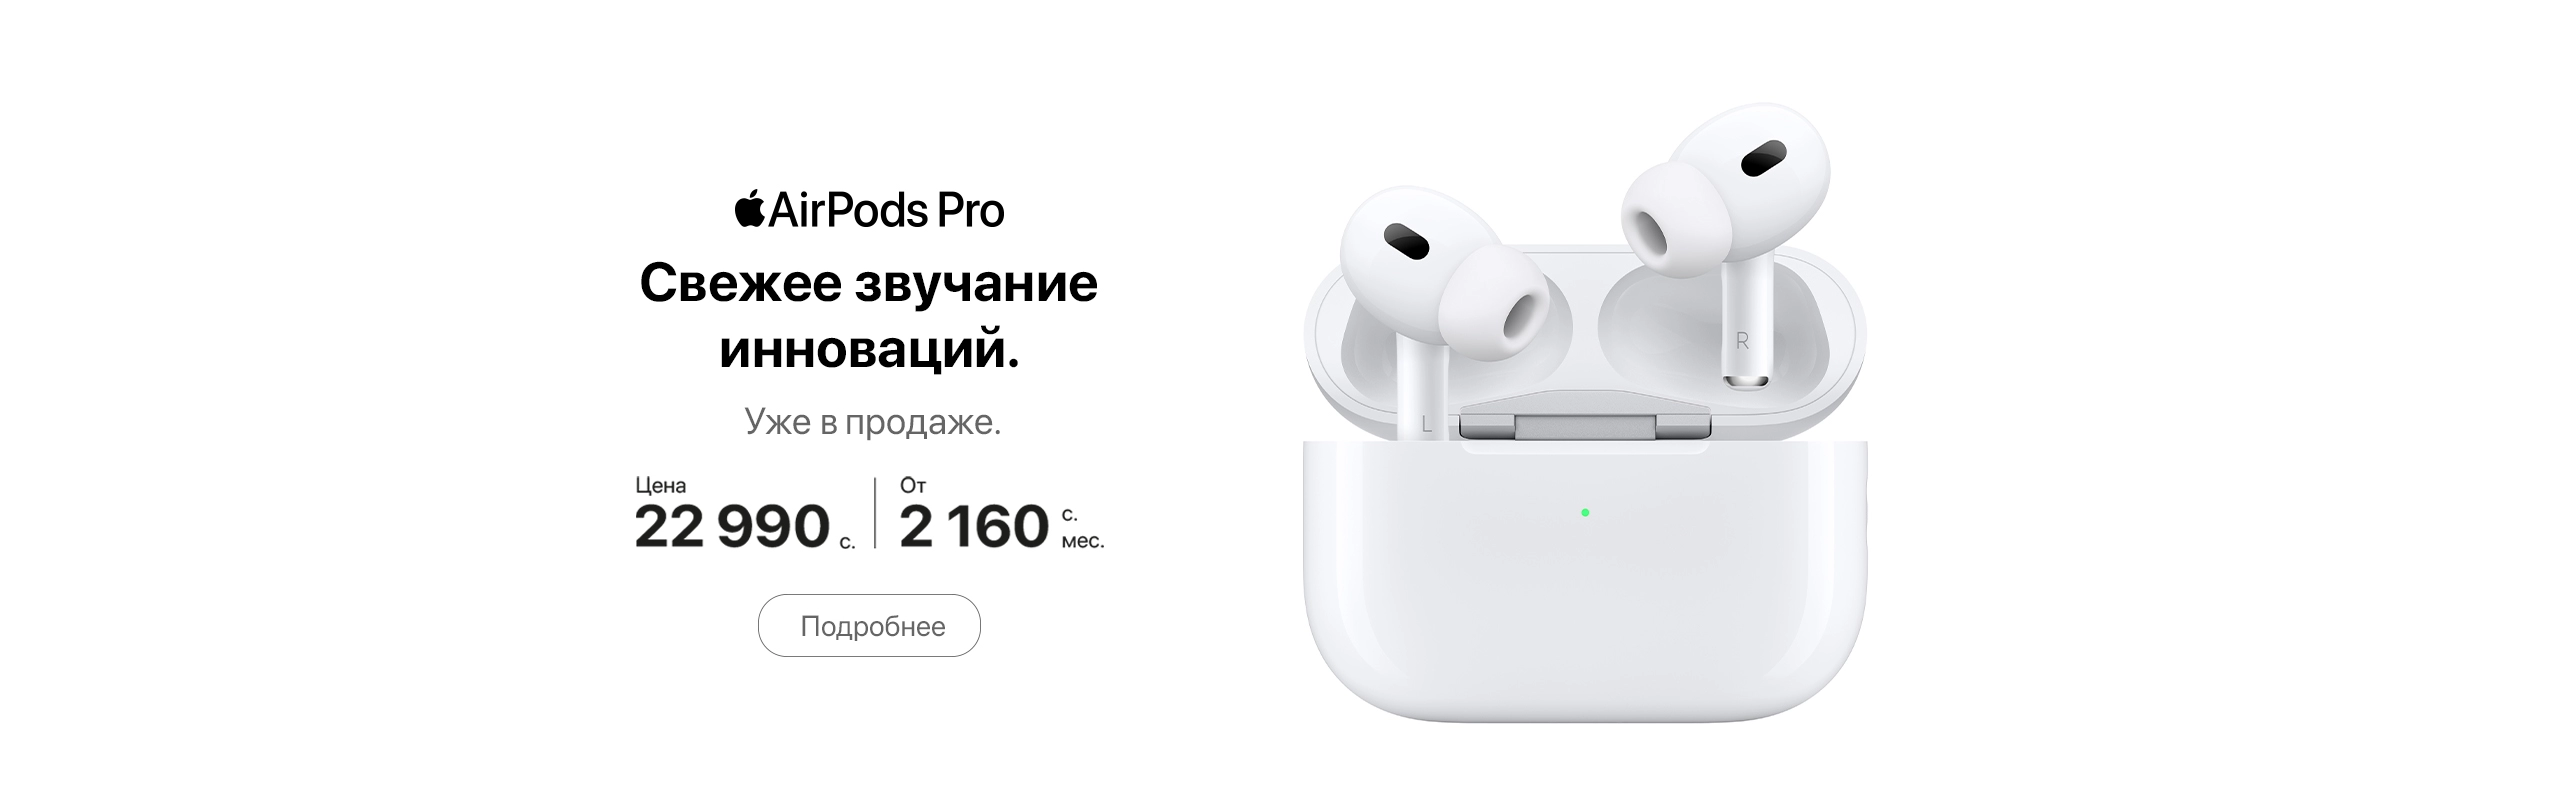 AirPods Pro
Свежее звучание
инноваций.
Уже в продаже.
Цена
22 990 с.
От
2 160 с. мес.
Подробнее
L
R